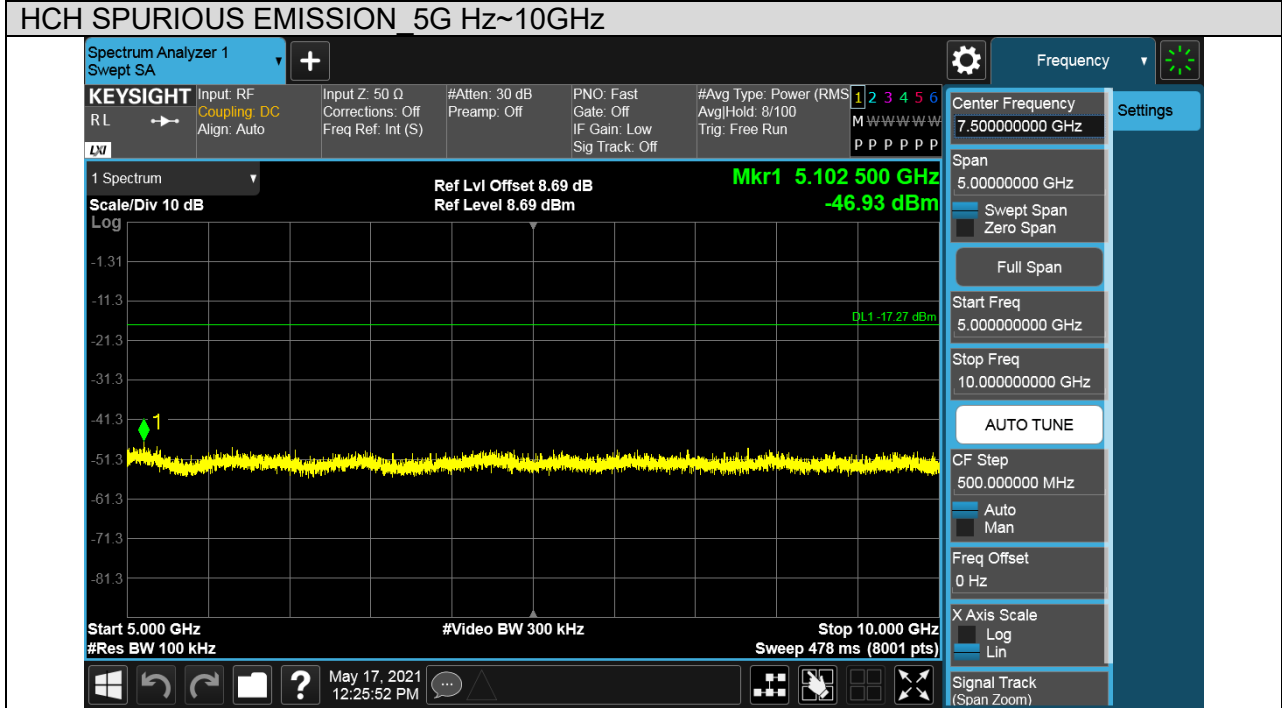 HCH SPURIOUS EMISSION_5G Hz~10GHz
Spectrum Analyzer 1
Swept SA
+
Frequency
KEYSIGHT
RL
LXI
Input: RF
Coupling: DC
Align: Auto
Input Z: 50 Ω
Corrections: Off
Freq Ref: Int (S)
#Atten: 30 dB
Preamp: Off
PNO: Fast
Gate: Off
IF Gain: Low
Sig Track: Off
#Avg Type: Power (RMS
Avg|Hold: 8/100
Trig: Free Run
1 2 3 4 5 6
M W W W W W
P P P P P P
Center Frequency
7.500000000 GHz
Settings
1 Spectrum
Scale/Div 10 dB
Ref Lvl Offset 8.69 dB
Ref Level 8.69 dBm
Mkr1 5.102 500 GHz
-46.93 dBm
Log
-1.31
-11.3
-21.3
-31.3
-41.3
-51.3
-61.3
-71.3
-81.3
DL1 -17.27 dBm
1
Start 5.000 GHz
#Res BW 100 kHz
#Video BW 300 kHz
Stop 10.000 GHz
Sweep 478 ms (8001 pts)
Span
5.00000000 GHz
Swept Span
Zero Span
Full Span
Start Freq
5.000000000 GHz
Stop Freq
10.000000000 GHz
AUTO TUNE
CF Step
500.000000 MHz
Auto
Man
Freq Offset
0 Hz
X Axis Scale
Log
Lin
Signal Track
(Span Zoom)
?
May 17, 2021
12:25:52 PM